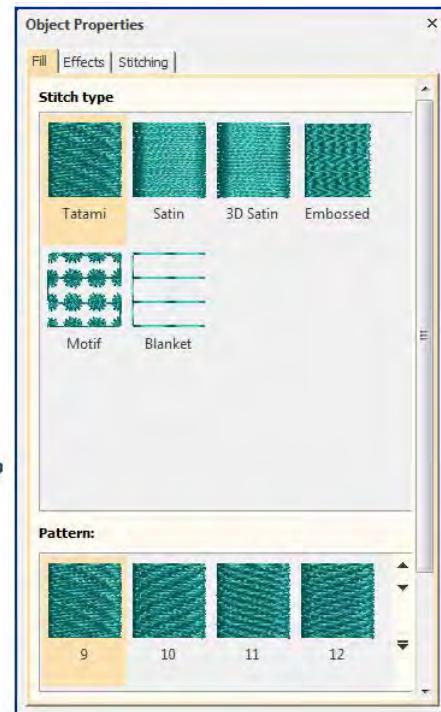 Object Properties
Fill Effects Stitching
Stitch type
Tatami Satin 3D Satin Embossed
Motif Blanket
Pattern:
9 10 11 12